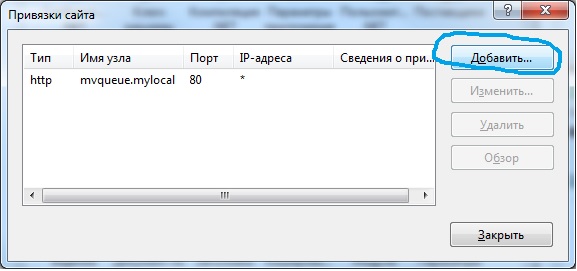 Привязки сайта
Тип Имя узла Порт IP-адреса Сведения о при...
http mvqueue.mylocal 80 *
Добавить...
Изменить...
Удалить
Обзор
Закрыть